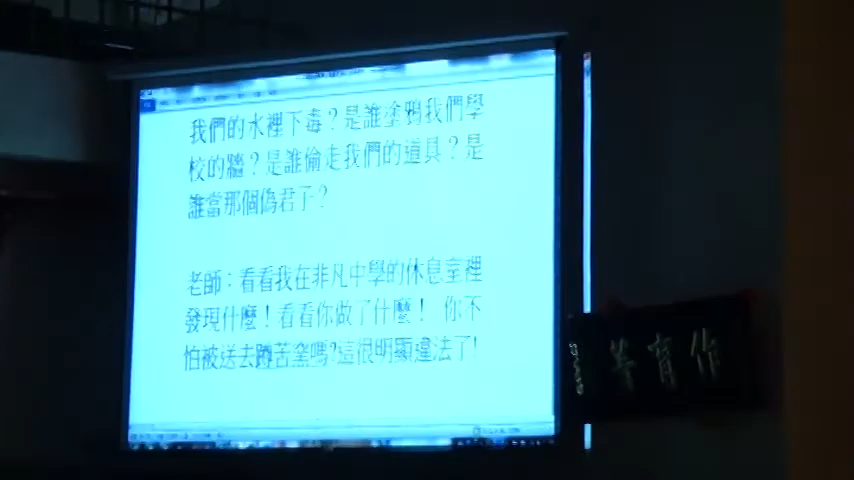 我們的水裡下毒？是誰塗鴉我們學
校的牆？是誰偷走我們的道具？是
誰當那個偽君子？
老師：看看我在非凡中學的休息室裡
發現什麼！看看你做了什麼！ 你不
怕被送去蹲苦窯嗎?這很明顯違法了!
作育菁